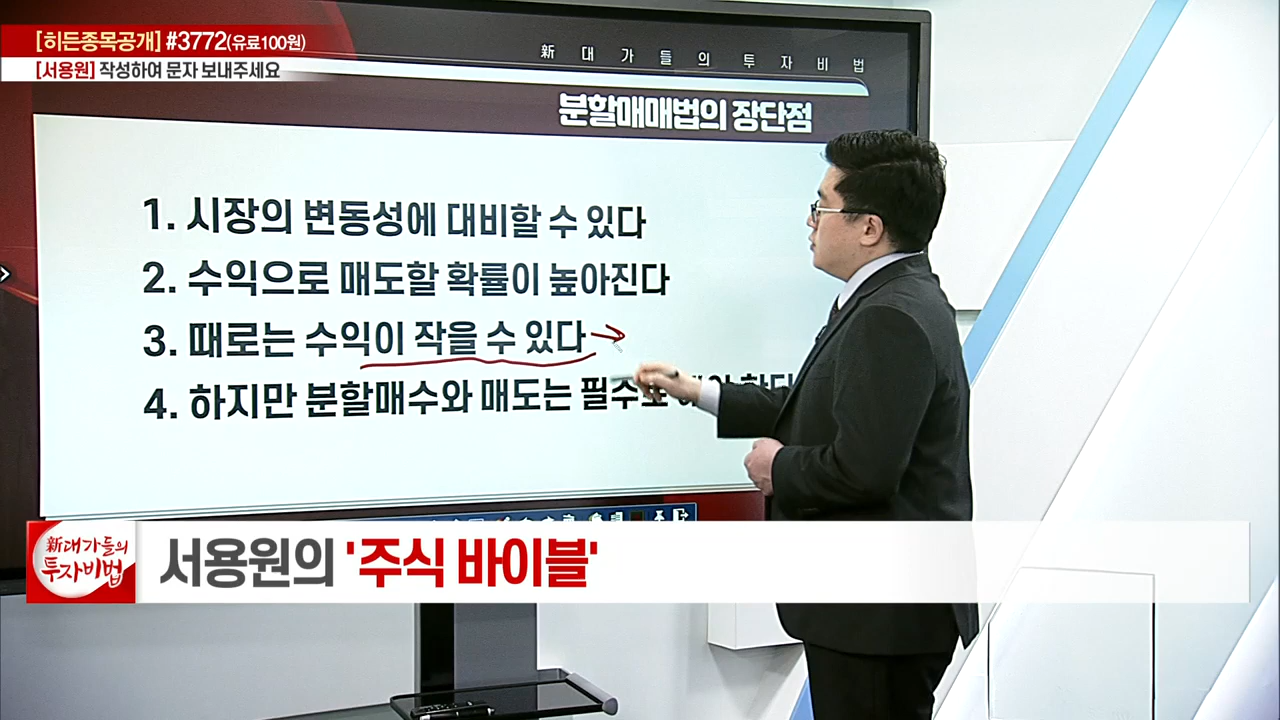 [히든종목공개] #3772(유료100원)
[서용원] 작성하여 문자 보내주세요
新 대 가 들 의 투 자 비 법
분할매매법의 장단점
1. 시장의 변동성에 대비할 수 있다
2. 수익으로 매도할 확률이 높아진다
3. 때로는 수익이 작을 수 있다
4. 하지만 분할매수와 매도는 필수로 해야 한다
新대가들의
투자비법
서용원의 '주식 바이블'